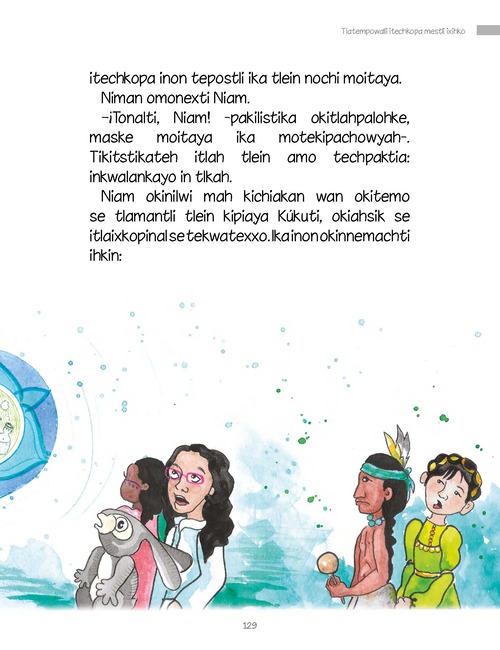 Tlatempowalli itechkopa mestli ixihko
itechkopa inon tepostli ika tlein nochi moitaya.
Niman omonexti Niam.
–¡Tonalti, Niam! -pakilistika okitlahpalohke,
maske moitaya ika motekipachowyah-.
Tikitstikateh itlah tlein amo techpaktia:
inkwalankayo in tlkah.
Niam okinilwi mah kichiakan wan okitemo
se tlamantli tlein kipiaya Kúkuti, okiahsik se
itlaixkopinal se tekwatexxo. Ika inon okinnemachti
ihkin:
129